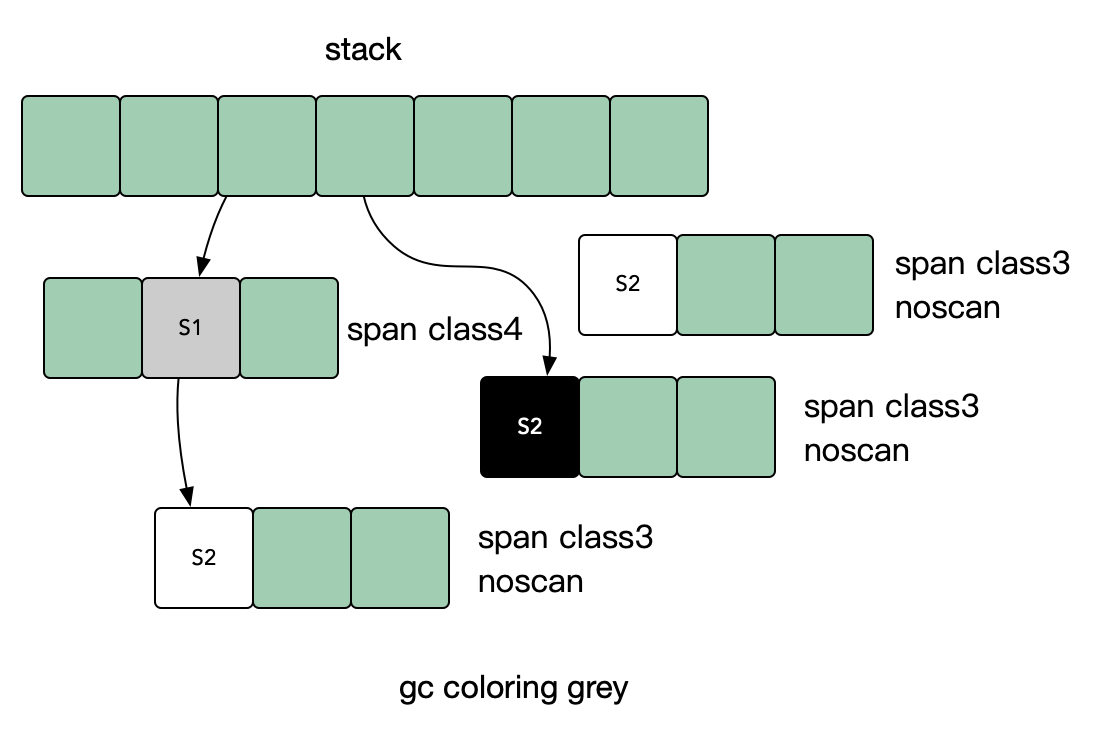 stack
S2
span class3
noscan
S1
span class4
S2
span class3
noscan
S2
span class3
noscan
gc coloring grey